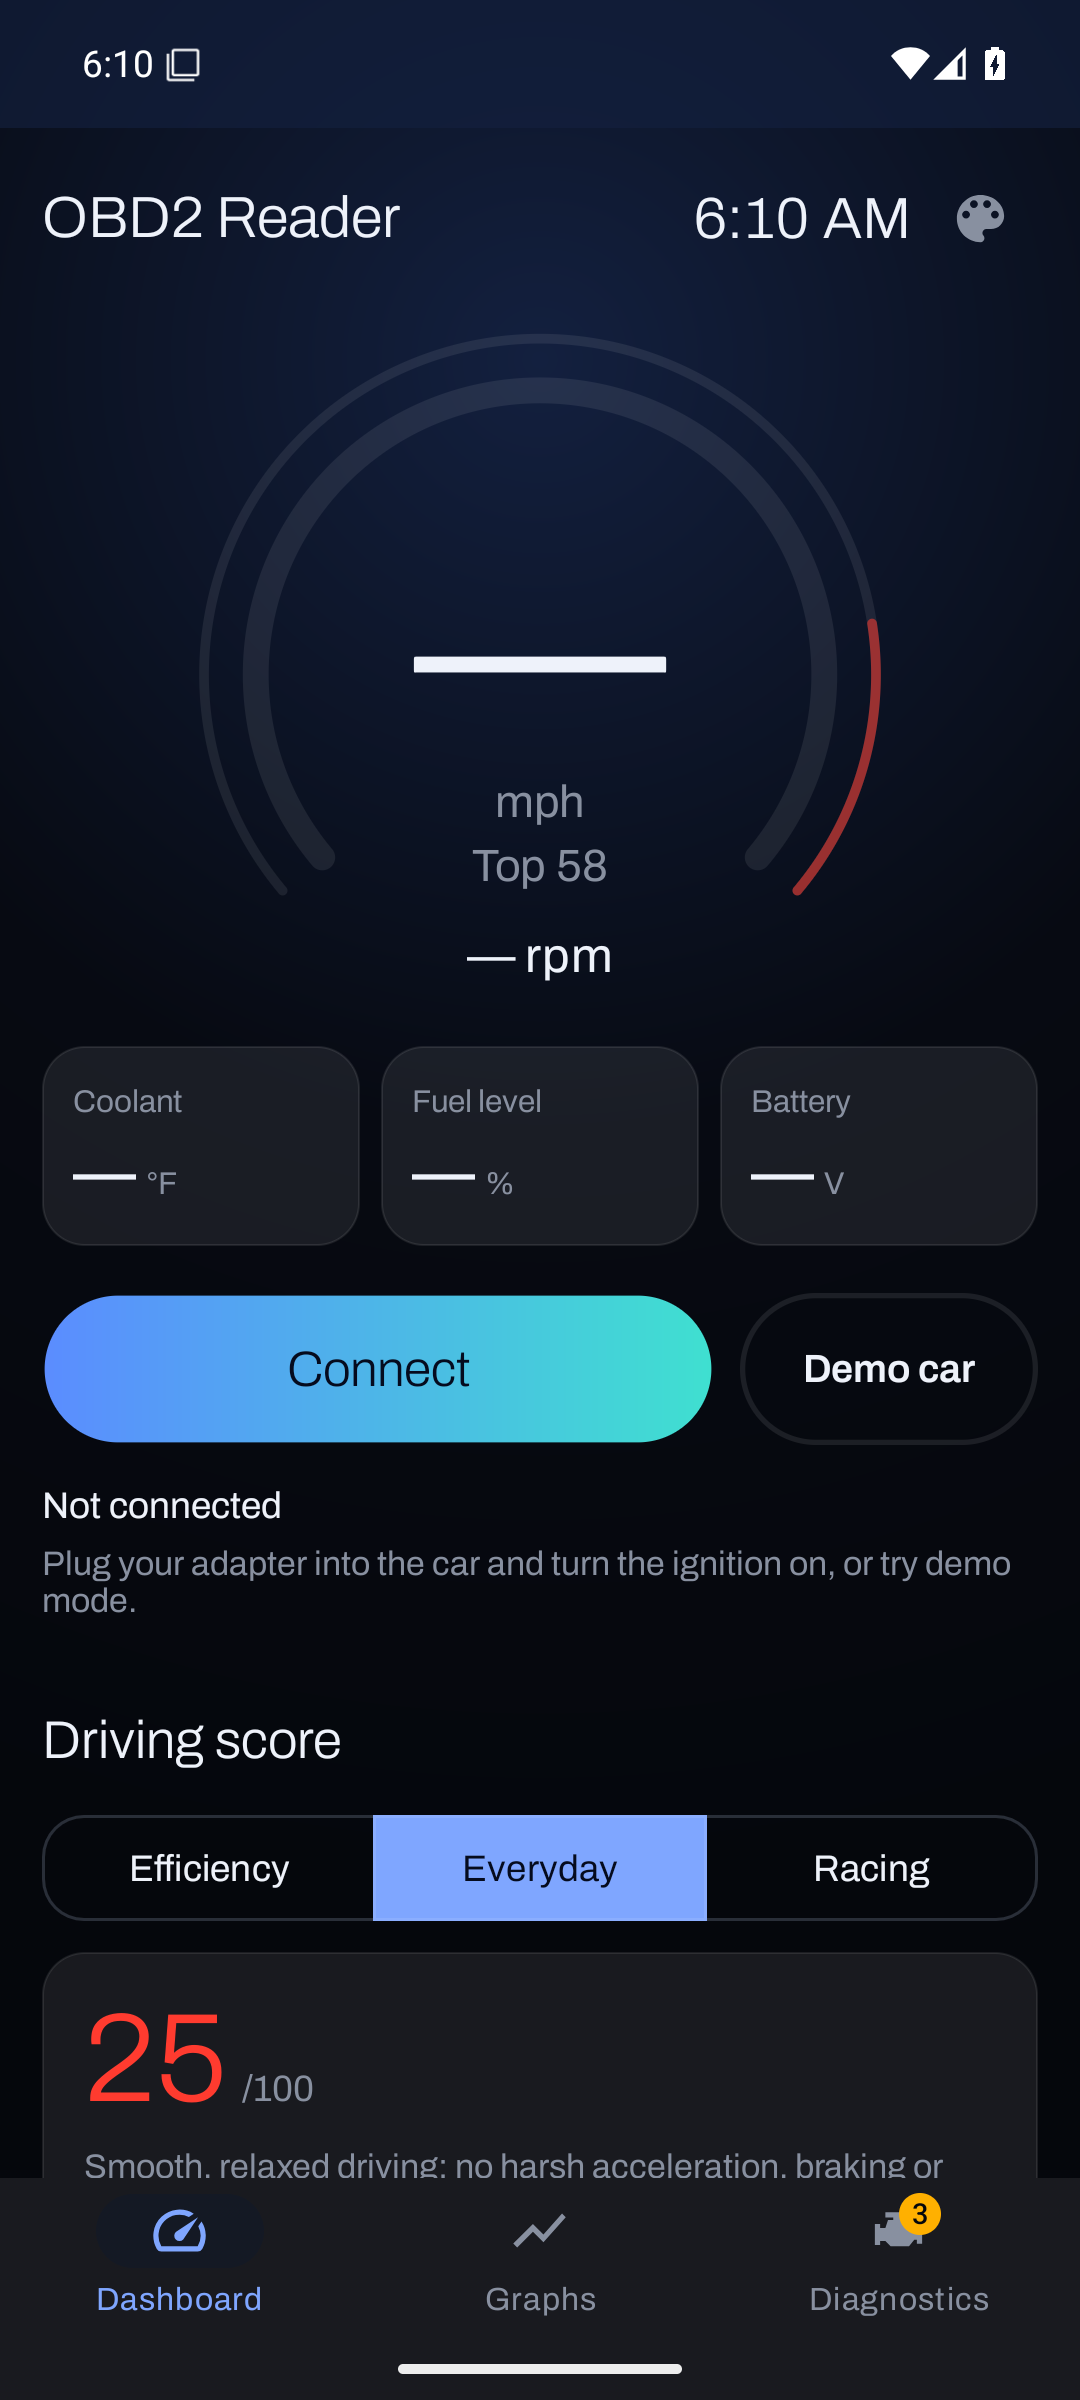 6:10
OBD2 Reader
6:10 AM
mph
Top 58
— rpm
Coolant
Fuel level
Battery
— °F
— %
— V
Connect
Demo car
Not connected
Plug your adapter into the car and turn the ignition on, or try demo
mode.
Driving score
Efficiency
Everyday
Racing
25 /100
Smooth, relaxed driving: no harsh acceleration, braking or
3
Dashboard
Graphs
Diagnostics